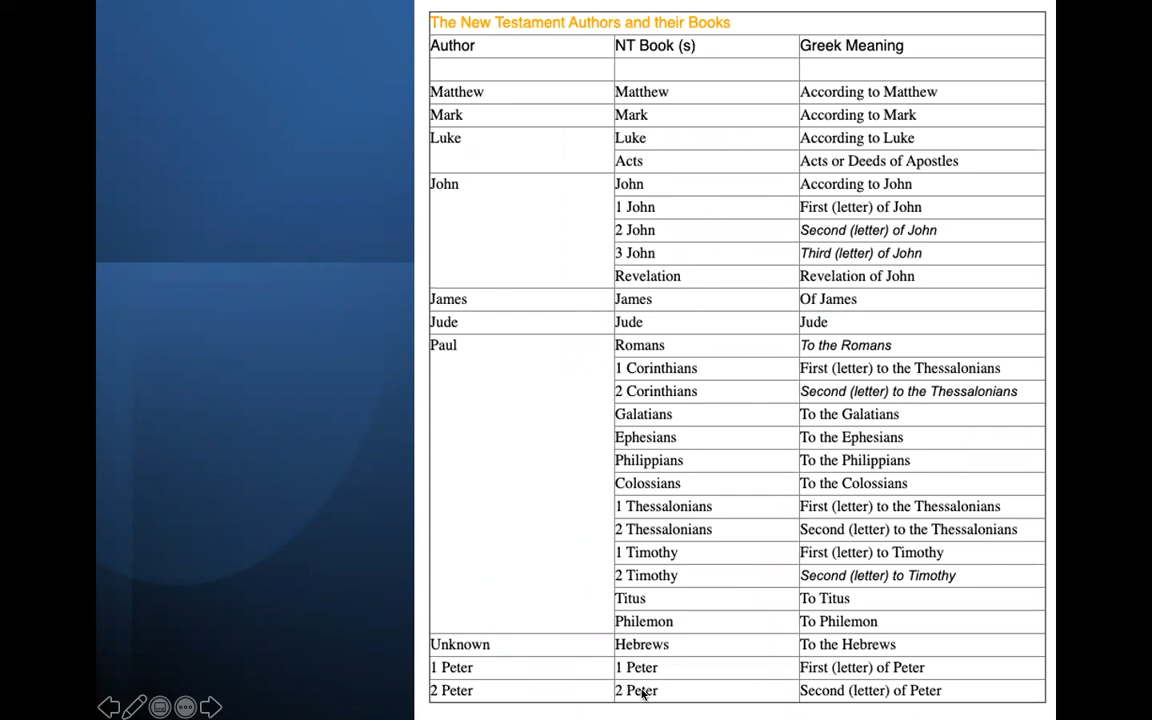 The New Testament Authors and their Books
Author NT Book (s) Greek Meaning
Matthew Matthew According to Matthew
Mark Mark According to Mark
Luke Luke According to Luke
Acts Acts or Deeds of Apostles
John John According to John
1 John First (letter) of John
2 John Second (letter) of John
3 John Third (letter) of John
Revelation Revelation of John
James James Of James
Jude Jude Jude
Paul Romans To the Romans
1 Corinthians First (letter) to the Thessalonians
2 Corinthians Second (letter) to the Thessalonians
Galatians To the Galatians
Ephesians To the Ephesians
Philippians To the Philippians
Colossians To the Colossians
1 Thessalonians First (letter) to the Thessalonians
2 Thessalonians Second (letter) to the Thessalonians
1 Timothy First (letter) to Timothy
2 Timothy Second (letter) to Timothy
Titus To Titus
Philemon To Philemon
Unknown Hebrews To the Hebrews
1 Peter 1 Peter First (letter) of Peter
2 Peter 2 Peter Second (letter) of Peter